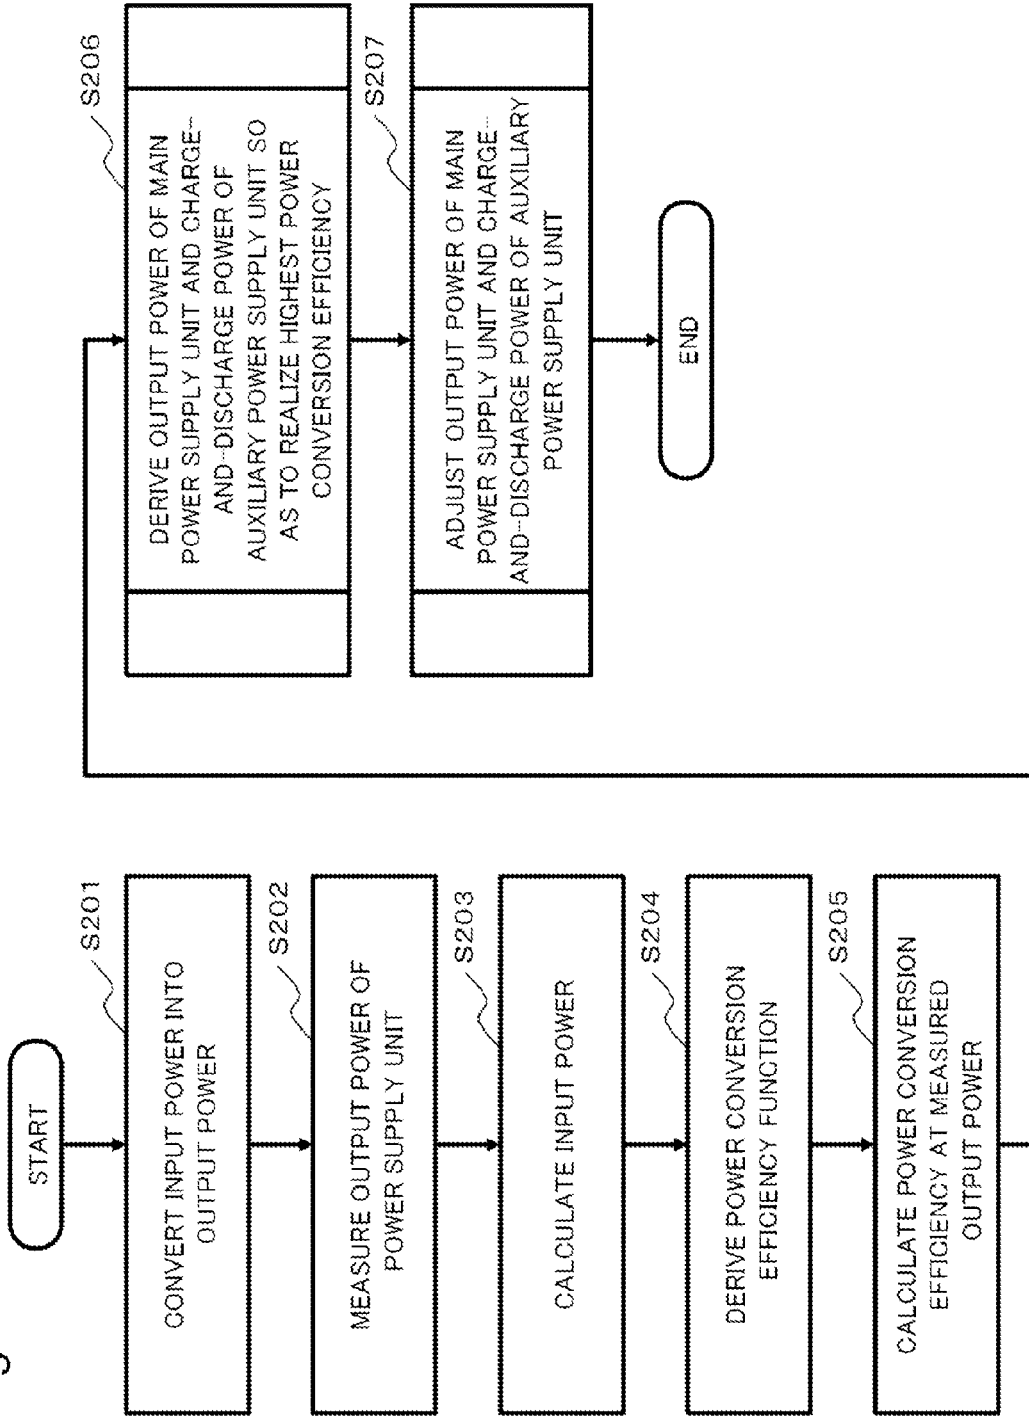 START
S201
CONVERT INPUT POWER INTO
OUTPUT POWER
S202
MEASURE OUTPUT POWER OF
POWER SUPPLY UNIT
S203
CALCULATE INPUT POWER
S204
DERIVE POWER CONVERSION
EFFICIENCY FUNCTION
S205
CALCULATE POWER CONVERSION
EFFICIENCY AT MEASURED
OUTPUT POWER
S206
DERIVE OUTPUT POWER OF MAIN
POWER SUPPLY UNIT AND CHARGE-
AND-DISCHARGE POWER OF
AUXILIARY POWER SUPPLY UNIT SO
AS TO REALIZE HIGHEST POWER
CONVERSION EFFICIENCY
S207
ADJUST OUTPUT POWER OF MAIN
POWER SUPPLY UNIT AND CHARGE-
AND-DISCHARGE POWER OF AUXILIARY
POWER SUPPLY UNIT
END